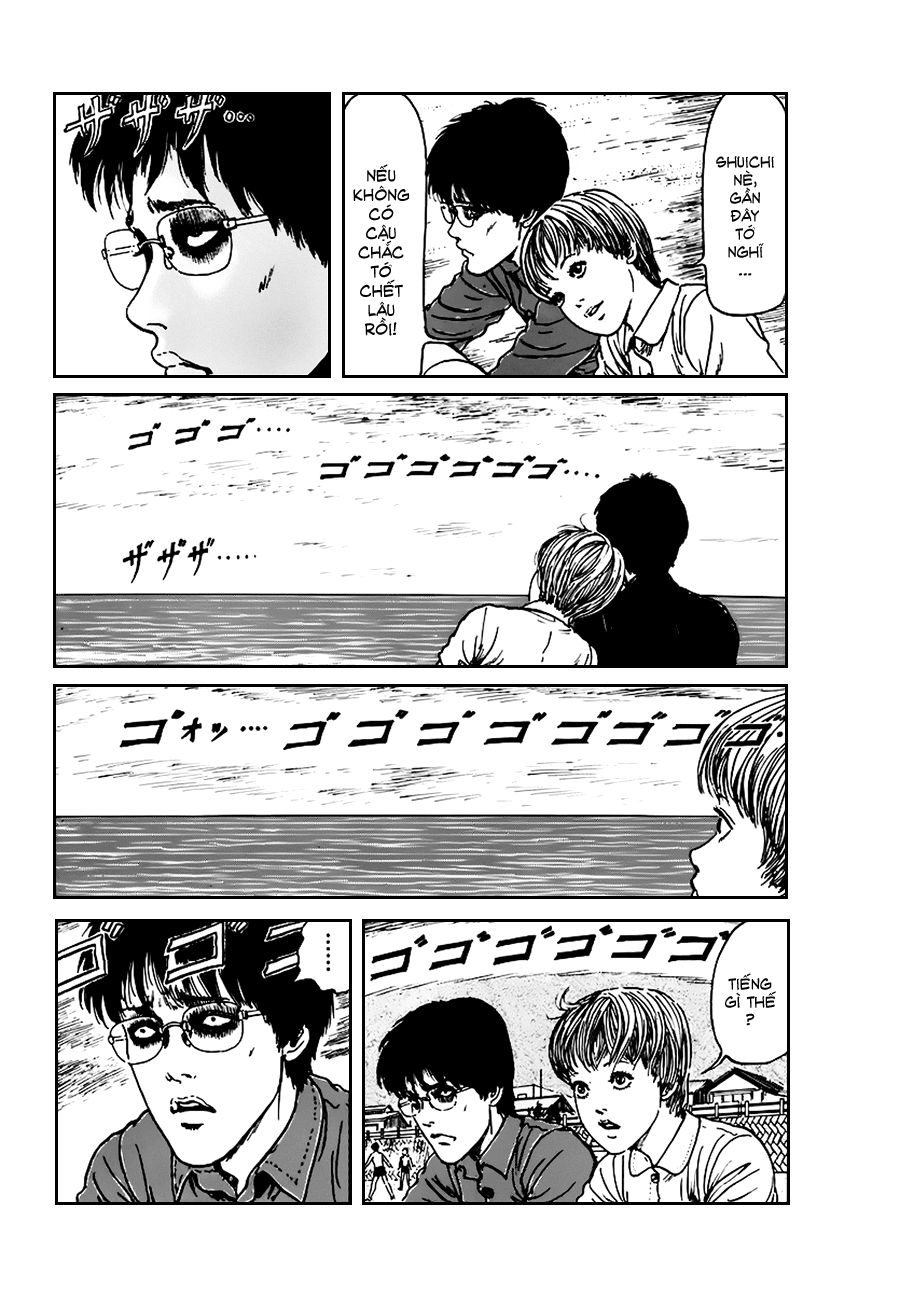 SHUICHI
NÈ,
GẦN
ĐÂY
TỚ
NGHĨ
...
NẾU
KHÔNG
CÓ
CẬU
CHẮC
TỚ
CHẾT
LÂU
RỒI!
ザザザ...
ゴゴゴ....
ゴゴゴゴゴゴ....
ザザザ.....
ゴォッ....
ゴゴゴゴゴゴゴゴ.
TIẾNG
GÌ THẾ
?
ゴゴゴゴゴゴ
......
ゴゴゴ